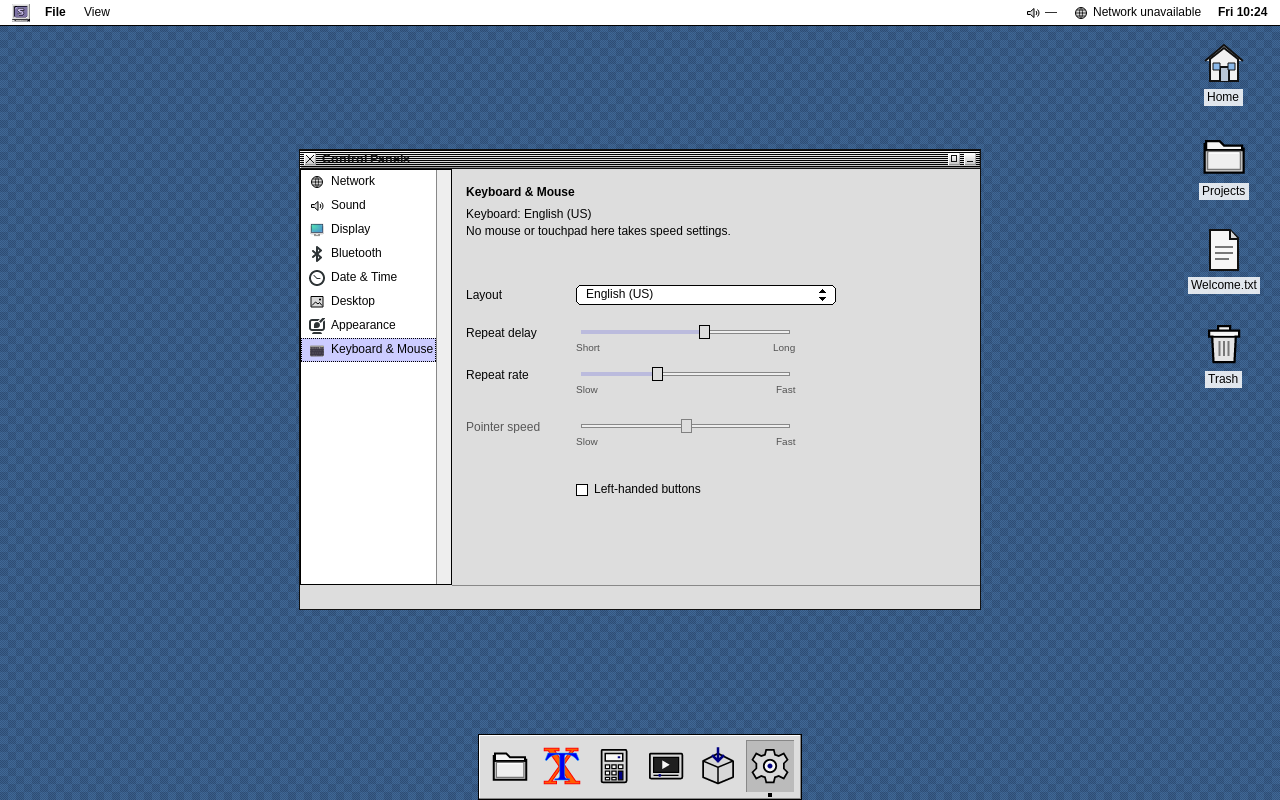 File View — Network unavailable Fri 10:24
Home
Projects
Welcome.txt
Trash
Control Panels
Network
Sound
Display
Bluetooth
Date & Time
Desktop
Appearance
Keyboard & Mouse
Keyboard & Mouse
Keyboard: English (US)
No mouse or touchpad here takes speed settings.
Layout English (US)
Repeat delay
Short Long
Repeat rate
Slow Fast
Pointer speed
Slow Fast
Left-handed buttons